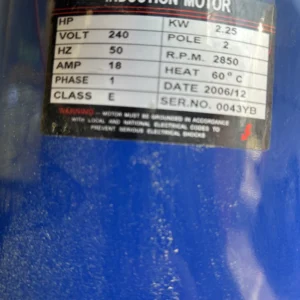 INDUCTION MOTOR
HP KW 2.25
VOLT 240 POLE 2
HZ 50 R.P.M. 2850
AMP 18 HEAT 60°C
PHASE 1 DATE 2006/12
CLASS E SER.NO. 0043YB
WARNING - MOTOR MUST BE GROUNDED IN ACCORDANCE
WITH LOCAL AND NATIONAL ELECTRICAL CODES TO
PREVENT SERIOUS ELECTRICAL SHOCKS